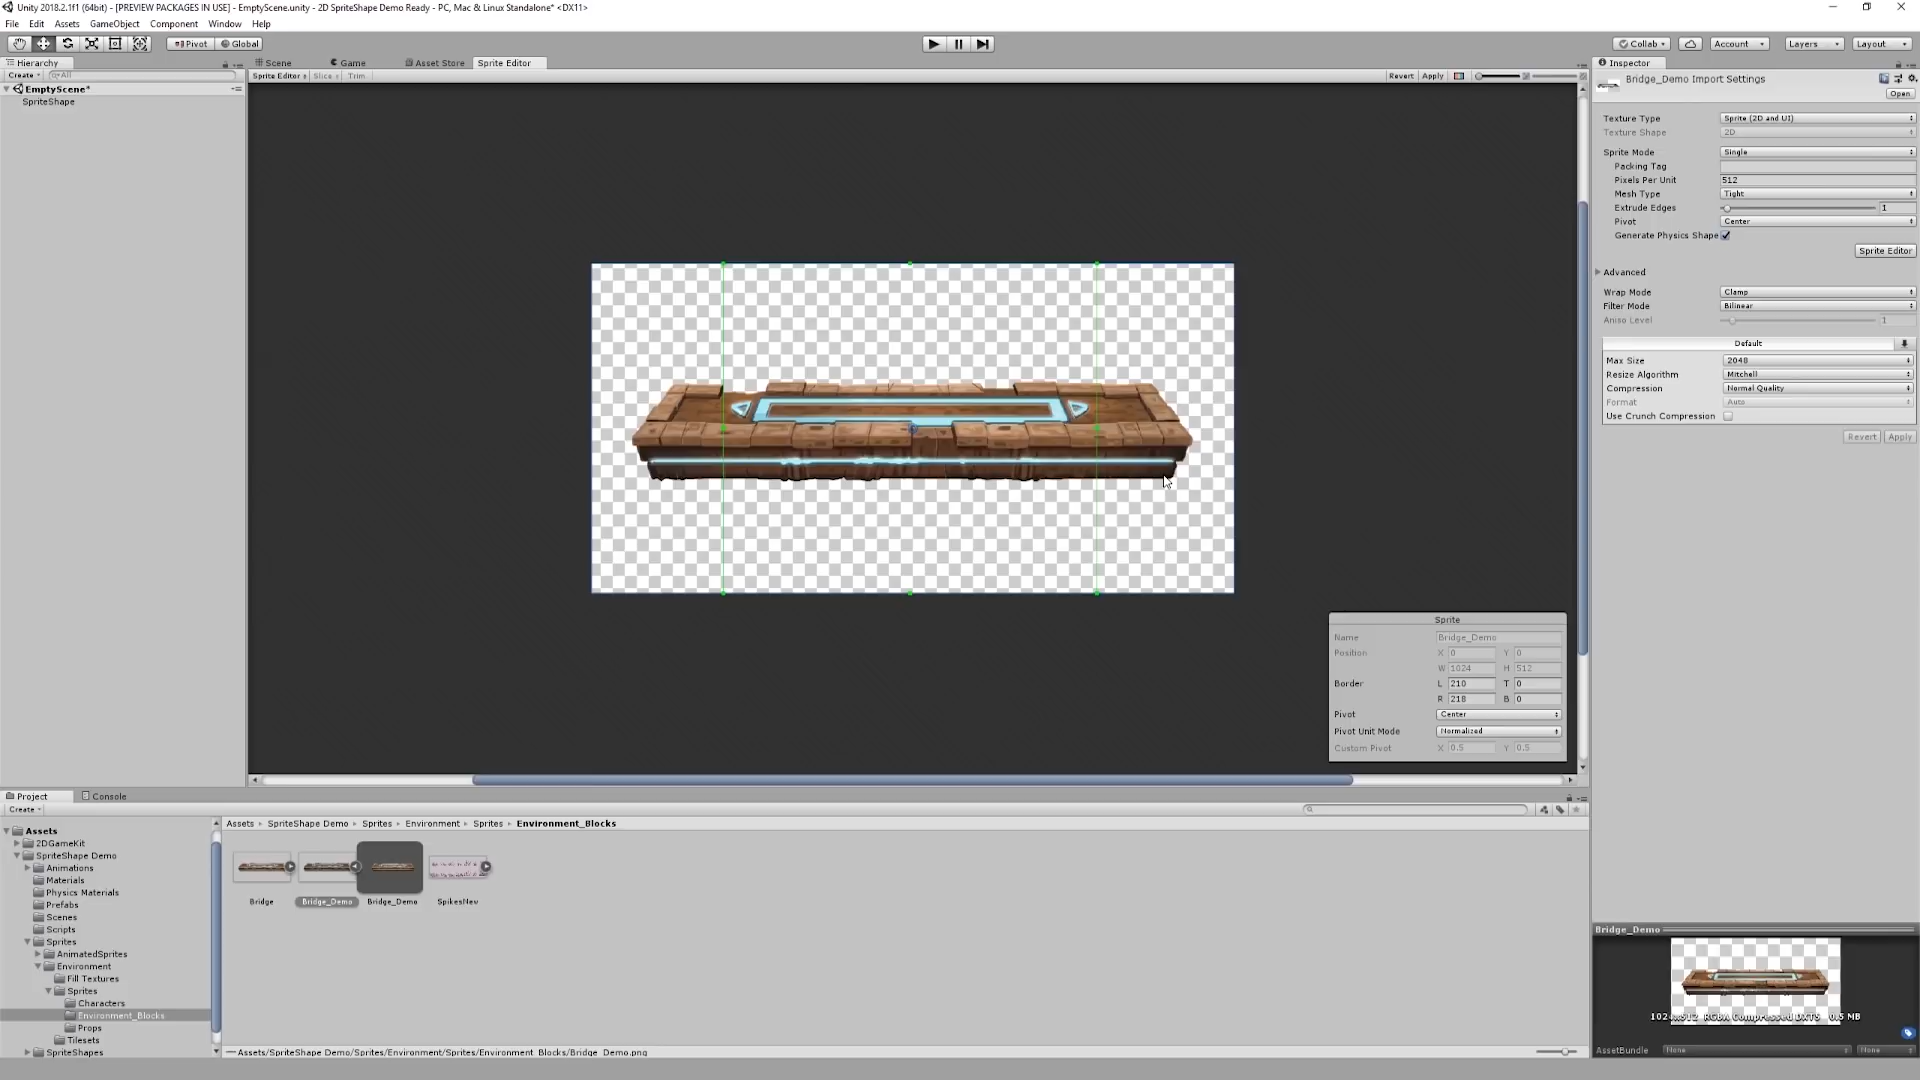 Unity 2018.2.1f1 (64bit) - [PREVIEW PACKAGES IN USE] - EmptyScene.unity - 2D SpriteShape Demo Ready - PC, Mac & Linux Standalone* <DX11>
File Edit Assets GameObject Component Window Help
Pivot Global Collab Account Layers Layout
Hierarchy Scene Game Asset Store Sprite Editor Inspector
Create All Sprite Editor Slice Trim Revert Apply
EmptyScene*
SpriteShape
Bridge_Demo Import Settings
Open
Texture Type Sprite (2D and UI)
Texture Shape 2D
Sprite Mode Single
Packing Tag
Pixels Per Unit 512
Mesh Type Tight
Extrude Edges 1
Pivot Center
Generate Physics Shape
Sprite Editor
Advanced
Wrap Mode Clamp
Filter Mode Bilinear
Aniso Level 1
Default
Max Size 2048
Resize Algorithm Mitchell
Compression Normal Quality
Format Auto
Use Crunch Compression
Revert Apply
Sprite
Name Bridge_Demo
Position X 0 Y 0
W 1024 H 512
Border L 210 T 0
R 218 B 0
Pivot Center
Pivot Unit Mode Normalized
Custom Pivot X 0.5 Y 0.5
Project Console
Create
Assets
2DGameKit
SpriteShape Demo
Animations
Materials
Physics Materials
Prefabs
Scenes
Scripts
Sprites
AnimatedSprites
Environment
Fill Textures
Sprites
Characters
Environment_Blocks
Props
Tilesets
SpriteShapes
Assets SpriteShape Demo Sprites Environment Sprites Environment_Blocks
Bridge Bridge_Demo Bridge_Demo SpikesNew
Assets/SpriteShape Demo/Sprites/Environment/Sprites/Environment_Blocks/Bridge_Demo.png
Bridge_Demo
1024x512 RGBA Compressed DXT5 0.5 MB
AssetBundle None None